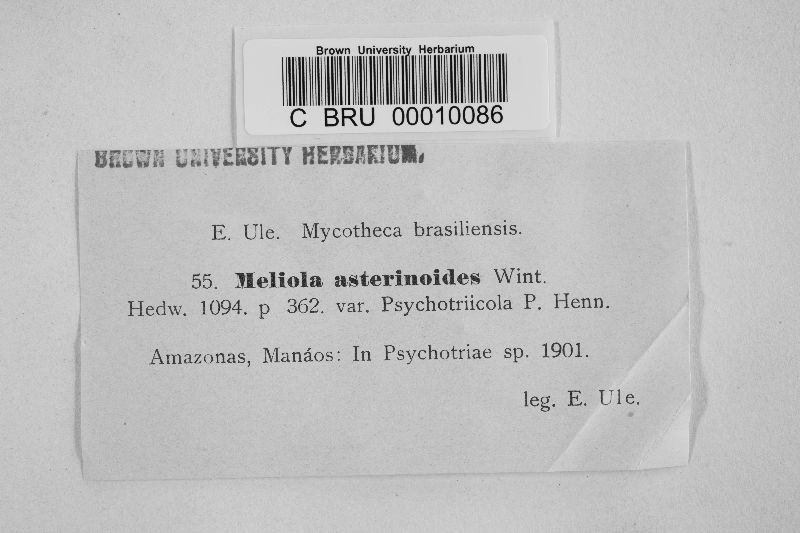 Brown University Herbarium
C BRU 00010086
BROWN UNIVERSITY HERBARIUM.
E. Ule. Mycotheca brasiliensis.
55. Meliola asterinoides Wint.
Hedw. 1094. p 362. var. Psychotriicola P. Henn.
Amazonas, Manáos: In Psychotriae sp. 1901.
leg. E. Ule.